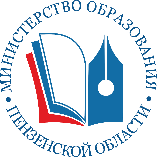 МИНИСТЕРСТВО ОБРАЗОВАНИЯ
ПЕНЗЕНСКОЙ ОБЛАСТИ